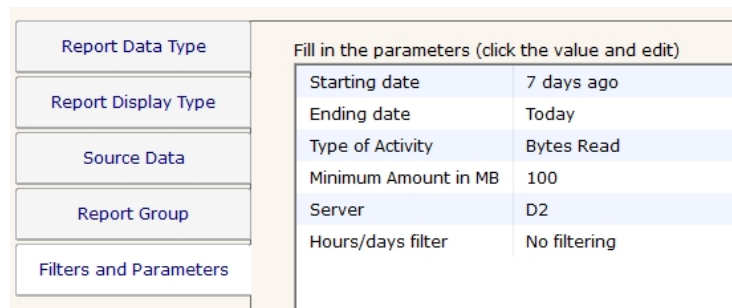 Report Data Type
Report Display Type
Source Data
Report Group
Filters and Parameters
Fill in the parameters (click the value and edit)
Starting date 7 days ago
Ending date Today
Type of Activity Bytes Read
Minimum Amount in MB 100
Server D2
Hours/days filter No filtering